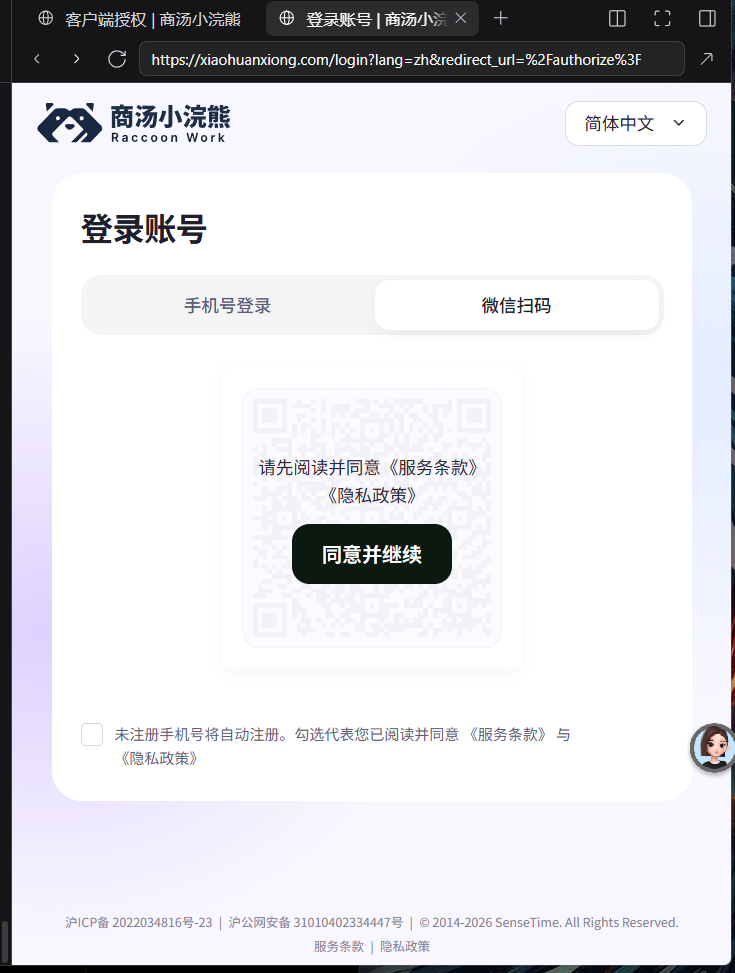 客户端授权 | 商汤小浣熊
登录账号 | 商汤小浣
https://xiaohuanxiong.com/login?lang=zh&redirect_url=%2Fauthorize%3F
商汤小浣熊
Raccoon Work
简体中文
登录账号
手机号登录
微信扫码
请先阅读并同意《服务条款》
《隐私政策》
同意并继续
未注册手机号将自动注册。勾选代表您已阅读并同意 《服务条款》 与
《隐私政策》
沪ICP备 2022034816号-23 | 沪公网安备 31010402334447号 | © 2014-2026 SenseTime. All Rights Reserved.
服务条款 | 隐私政策